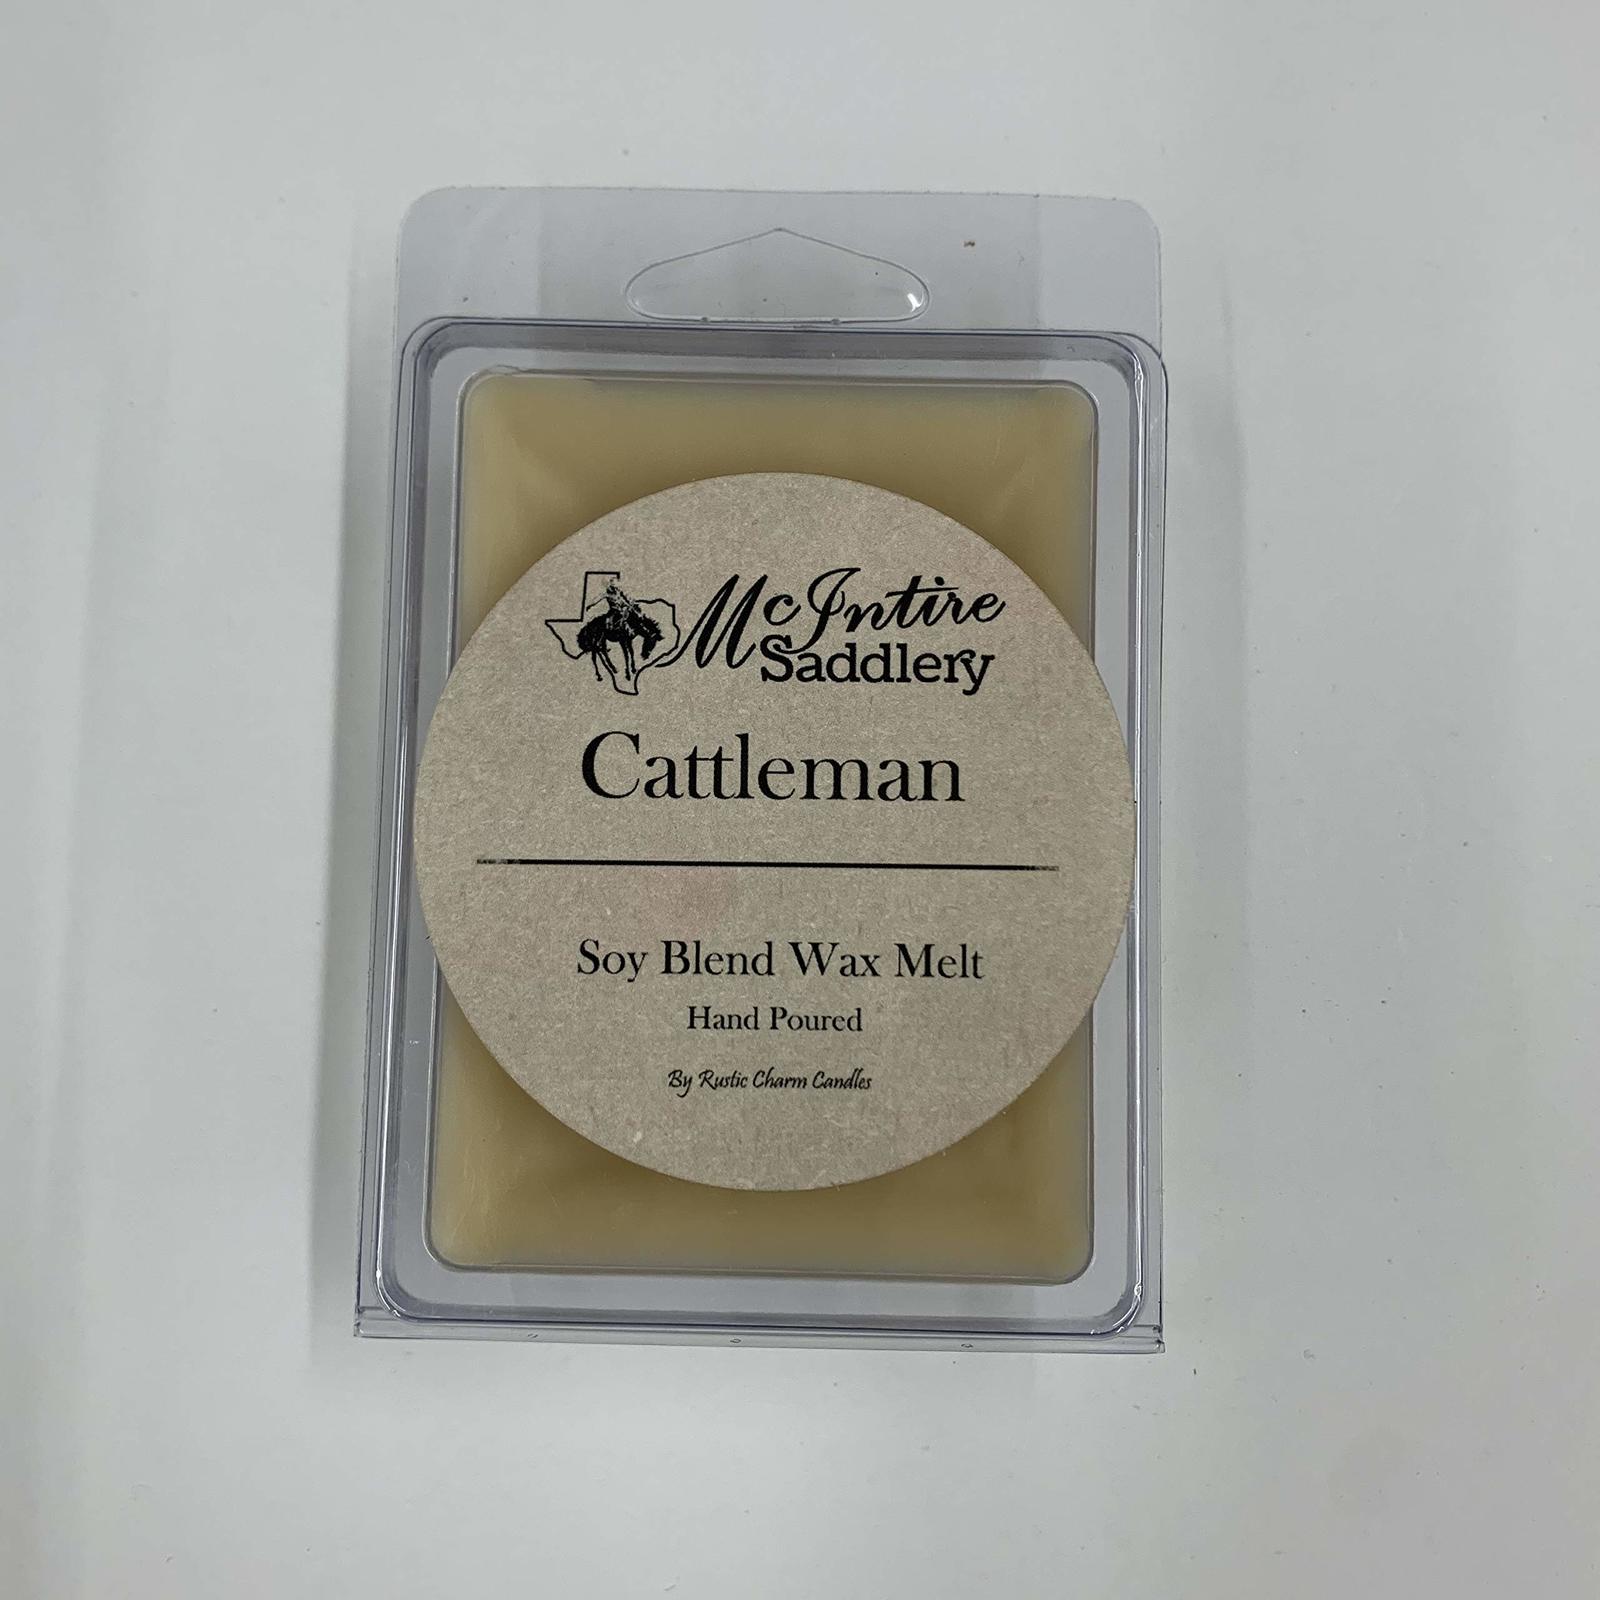 McIntire
Saddlery
Cattleman
Soy Blend Wax Melt
Hand Poured
By Rustic Charm Candles